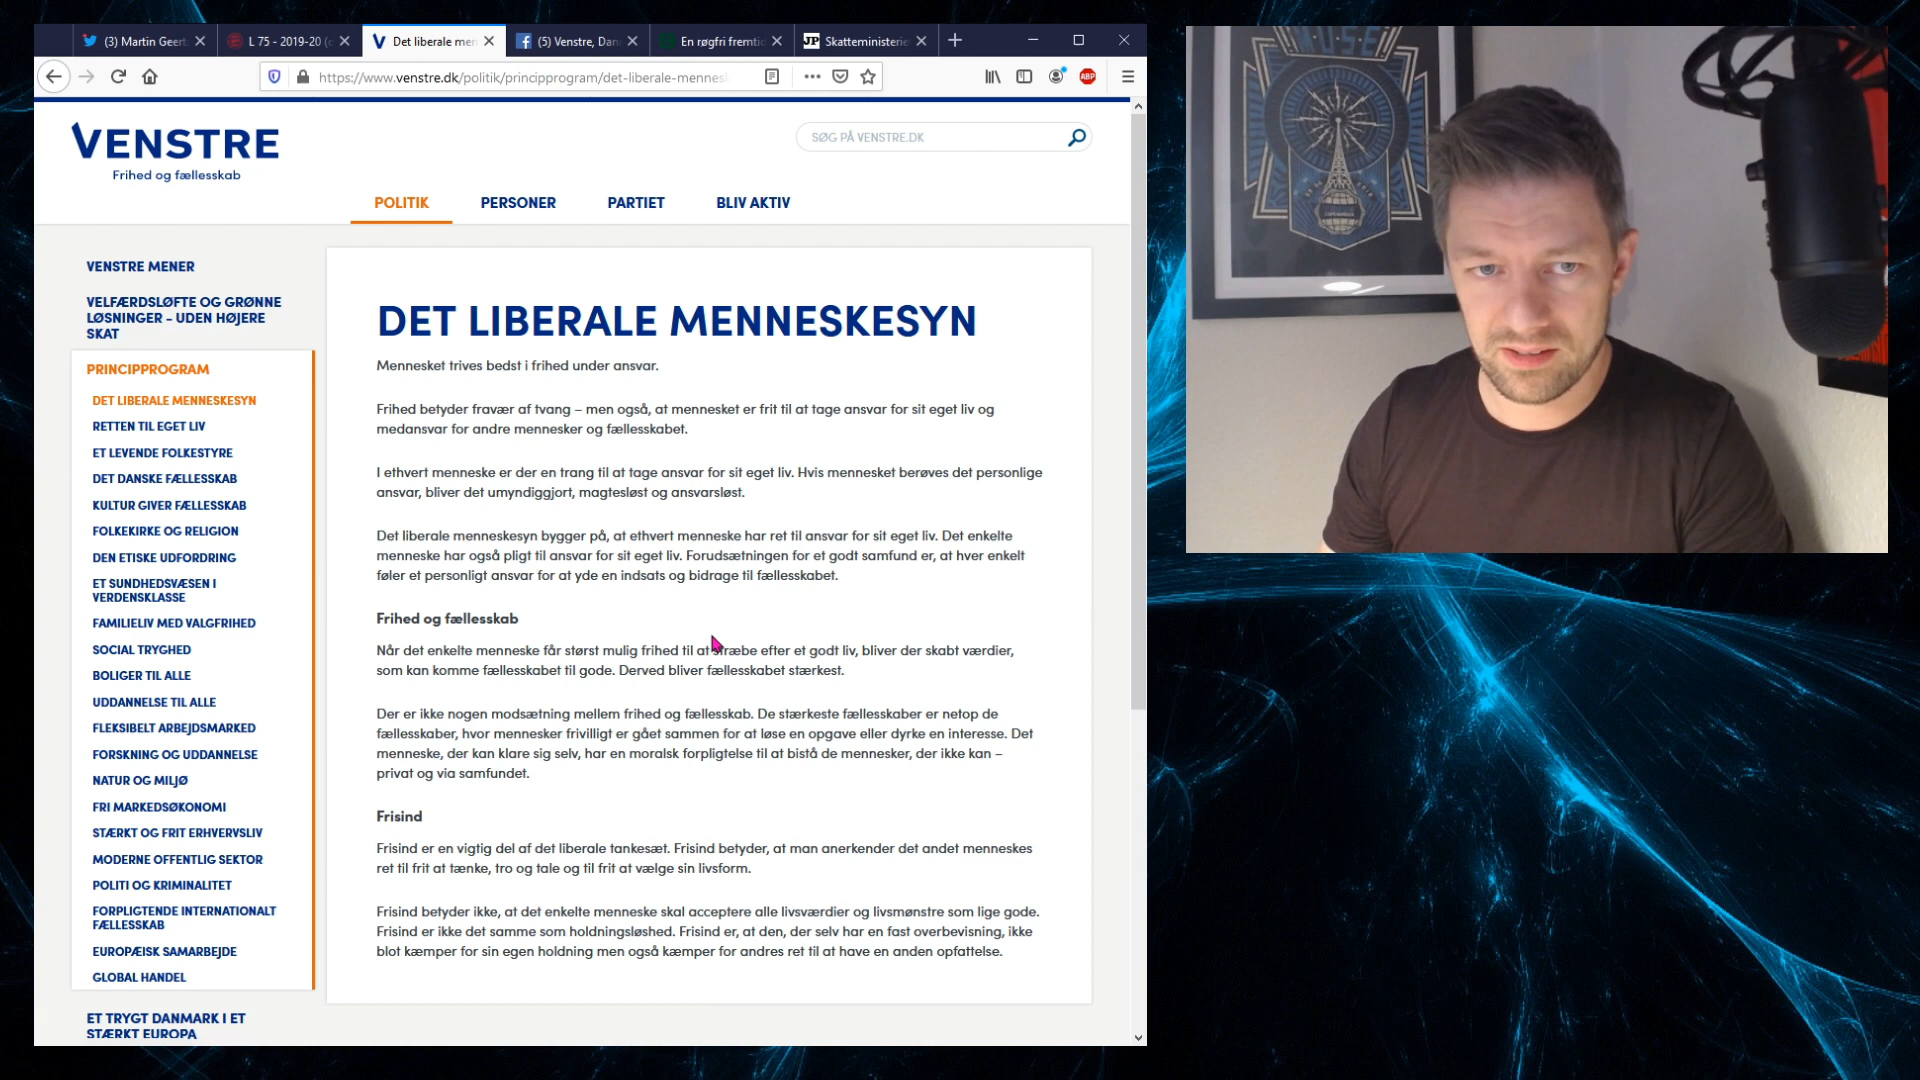 (3) Martin Geert
L 75 - 2019-20 (
Det liberale men
(5) Venstre, Dan
En røgfri fremtid
JP Skatteministerie
https://www.venstre.dk/politik/principprogram/det-liberale-mennesk
ABP
VENSTRE
Frihed og fællesskab
SØG PÅ VENSTRE.DK
POLITIK
PERSONER
PARTIET
BLIV AKTIV
VENSTRE MENER
VELFÆRDSLØFTE OG GRØNNE
LØSNINGER - UDEN HØJERE
SKAT
PRINCIPPROGRAM
DET LIBERALE MENNESKESYN
RETTEN TIL EGET LIV
ET LEVENDE FOLKESTYRE
DET DANSKE FÆLLESSKAB
KULTUR GIVER FÆLLESSKAB
FOLKEKIRKE OG RELIGION
DEN ETISKE UDFORDRING
ET SUNDHEDSVÆSEN I
VERDENSKLASSE
FAMILIELIV MED VALGFRIHED
SOCIAL TRYGHED
BOLIGER TIL ALLE
UDDANNELSE TIL ALLE
FLEKSIBELT ARBEJDSMARKED
FORSKNING OG UDDANNELSE
NATUR OG MILJØ
FRI MARKEDSØKONOMI
STÆRKT OG FRIT ERHVERVSLIV
MODERNE OFFENTLIG SEKTOR
POLITI OG KRIMINALITET
FORPLIGTENDE INTERNATIONALT
FÆLLESSKAB
EUROPÆISK SAMARBEJDE
GLOBAL HANDEL
ET TRYGT DANMARK I ET
STÆRKT EUROPA
DET LIBERALE MENNESKESYN
Mennesket trives bedst i frihed under ansvar.
Frihed betyder fravær af tvang – men også, at mennesket er frit til at tage ansvar for sit eget liv og
medansvar for andre mennesker og fællesskabet.
I ethvert menneske er der en trang til at tage ansvar for sit eget liv. Hvis mennesket berøves det personlige
ansvar, bliver det umyndiggjort, magtesløst og ansvarsløst.
Det liberale menneskesyn bygger på, at ethvert menneske har ret til ansvar for sit eget liv. Det enkelte
menneske har også pligt til ansvar for sit eget liv. Forudsætningen for et godt samfund er, at hver enkelt
føler et personligt ansvar for at yde en indsats og bidrage til fællesskabet.
Frihed og fællesskab
Når det enkelte menneske får størst mulig frihed til at stræbe efter et godt liv, bliver der skabt værdier,
som kan komme fællesskabet til gode. Derved bliver fællesskabet stærkest.
Der er ikke nogen modsætning mellem frihed og fællesskab. De stærkeste fællesskaber er netop de
fællesskaber, hvor mennesker frivilligt er gået sammen for at løse en opgave eller dyrke en interesse. Det
menneske, der kan klare sig selv, har en moralsk forpligtelse til at bistå de mennesker, der ikke kan –
privat og via samfundet.
Frisind
Frisind er en vigtig del af det liberale tankesæt. Frisind betyder, at man anerkender det andet menneskes
ret til frit at tænke, tro og tale og til frit at vælge sin livsform.
Frisind betyder ikke, at det enkelte menneske skal acceptere alle livsværdier og livsmønstre som lige gode.
Frisind er ikke det samme som holdningsløshed. Frisind er, at den, der selv har en fast overbevisning, ikke
blot kæmper for sin egen holdning men også kæmper for andres ret til at have en anden opfattelse.
MUSE